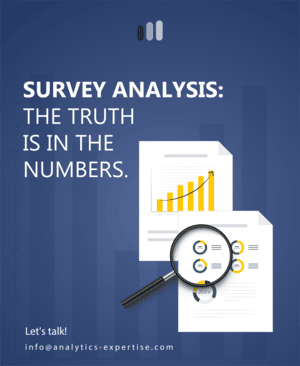 SURVEY ANALYSIS:
THE TRUTH
IS IN THE
NUMBERS.
Let's talk!
info@analytics-expertise.com